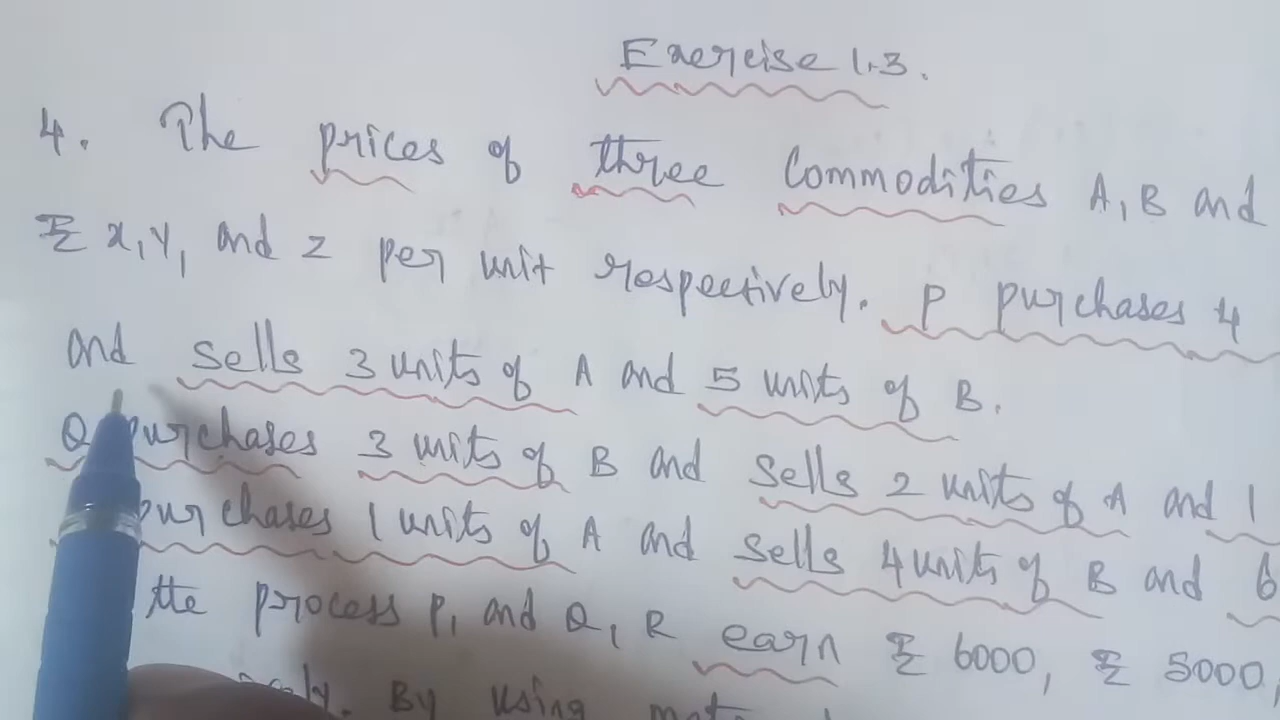 Exercise 1.3.
4. The prices of three Commodities A, B and
₹ x, y, and z per unit respectively. P purchases 4
and sells 3 units of A and 5 units of B.
Q purchases 3 units of B and sells 2 units of A and 1
purchases 1 units of A and sells 4 units of B and 6
the process P, and Q, R earn ₹ 6000, ₹ 5000,
By using